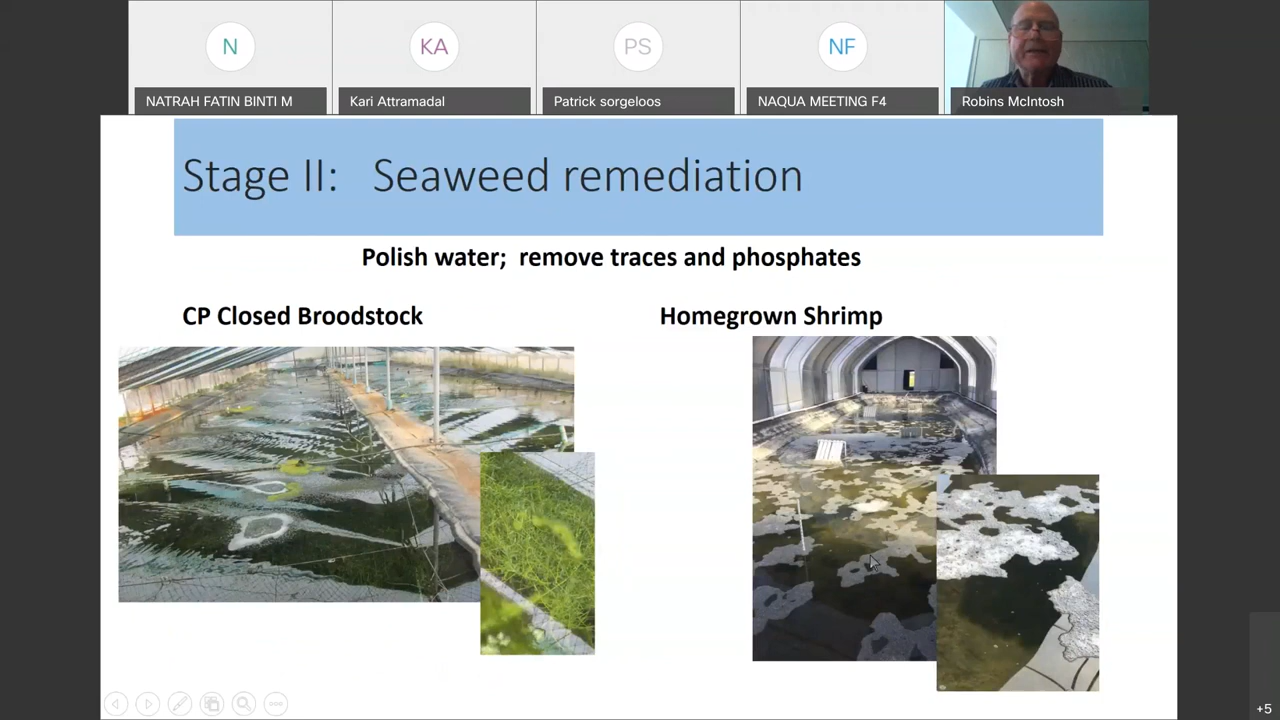 N
KA
PS
NF
NATRAH FATIN BINTI M
Kari Attramadal
Patrick sorgeloos
NAQUA MEETING F4
Robins McIntosh
Stage II: Seaweed remediation
Polish water; remove traces and phosphates
CP Closed Broodstock
Homegrown Shrimp
+5